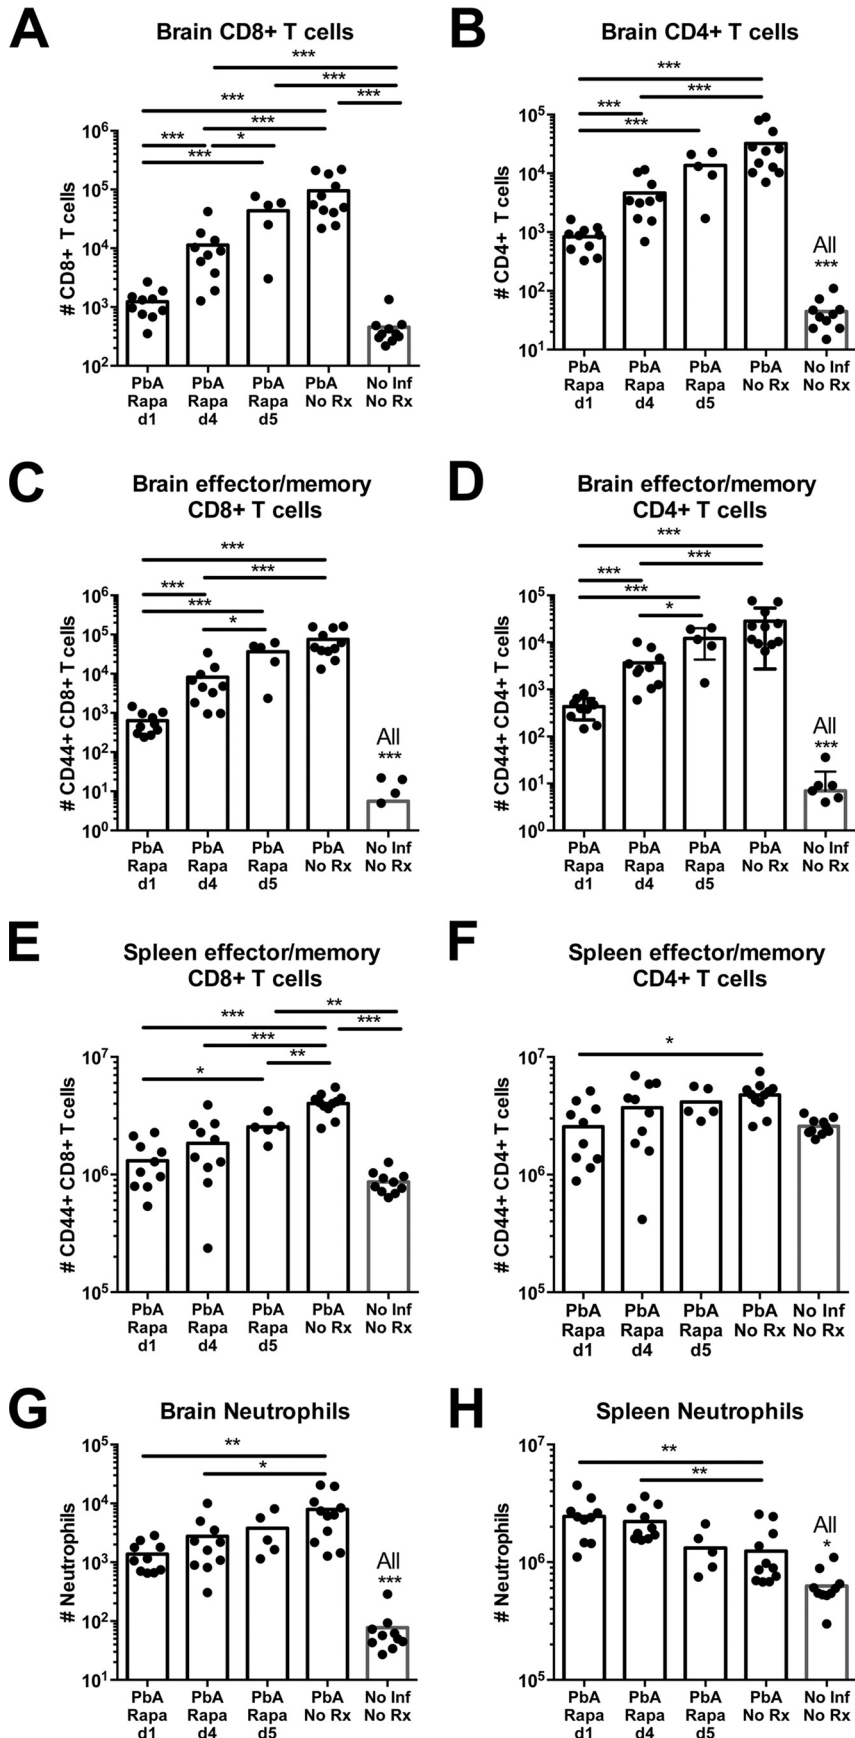 A
Brain CD8+ T cells
***
***
***
***
***
***
*
***
# CD8+ T cells
10^6
10^5
10^4
10^3
10^2
PbA
Rapa
d1
PbA
Rapa
d4
PbA
Rapa
d5
PbA
No Rx
No Inf
No Rx
B
Brain CD4+ T cells
***
***
***
***
All
***
# CD4+ T cells
10^5
10^4
10^3
10^2
10^1
PbA
Rapa
d1
PbA
Rapa
d4
PbA
Rapa
d5
PbA
No Rx
No Inf
No Rx
C
Brain effector/memory
CD8+ T cells
***
***
***
***
*
All
***
# CD44+ CD8+ T cells
10^6
10^5
10^4
10^3
10^2
10^1
10^0
PbA
Rapa
d1
PbA
Rapa
d4
PbA
Rapa
d5
PbA
No Rx
No Inf
No Rx
D
Brain effector/memory
CD4+ T cells
***
***
***
***
*
All
***
# CD44+ CD4+ T cells
10^5
10^4
10^3
10^2
10^1
10^0
PbA
Rapa
d1
PbA
Rapa
d4
PbA
Rapa
d5
PbA
No Rx
No Inf
No Rx
E
Spleen effector/memory
CD8+ T cells
**
***
***
***
**
*
# CD44+ CD8+ T cells
10^7
10^6
10^5
PbA
Rapa
d1
PbA
Rapa
d4
PbA
Rapa
d5
PbA
No Rx
No Inf
No Rx
F
Spleen effector/memory
CD4+ T cells
*
# CD44+ CD4+ T cells
10^7
10^6
10^5
PbA
Rapa
d1
PbA
Rapa
d4
PbA
Rapa
d5
PbA
No Rx
No Inf
No Rx
G
Brain Neutrophils
**
*
All
***
# Neutrophils
10^5
10^4
10^3
10^2
10^1
PbA
Rapa
d1
PbA
Rapa
d4
PbA
Rapa
d5
PbA
No Rx
No Inf
No Rx
H
Spleen Neutrophils
**
**
All
*
# Neutrophils
10^7
10^6
10^5
PbA
Rapa
d1
PbA
Rapa
d4
PbA
Rapa
d5
PbA
No Rx
No Inf
No Rx